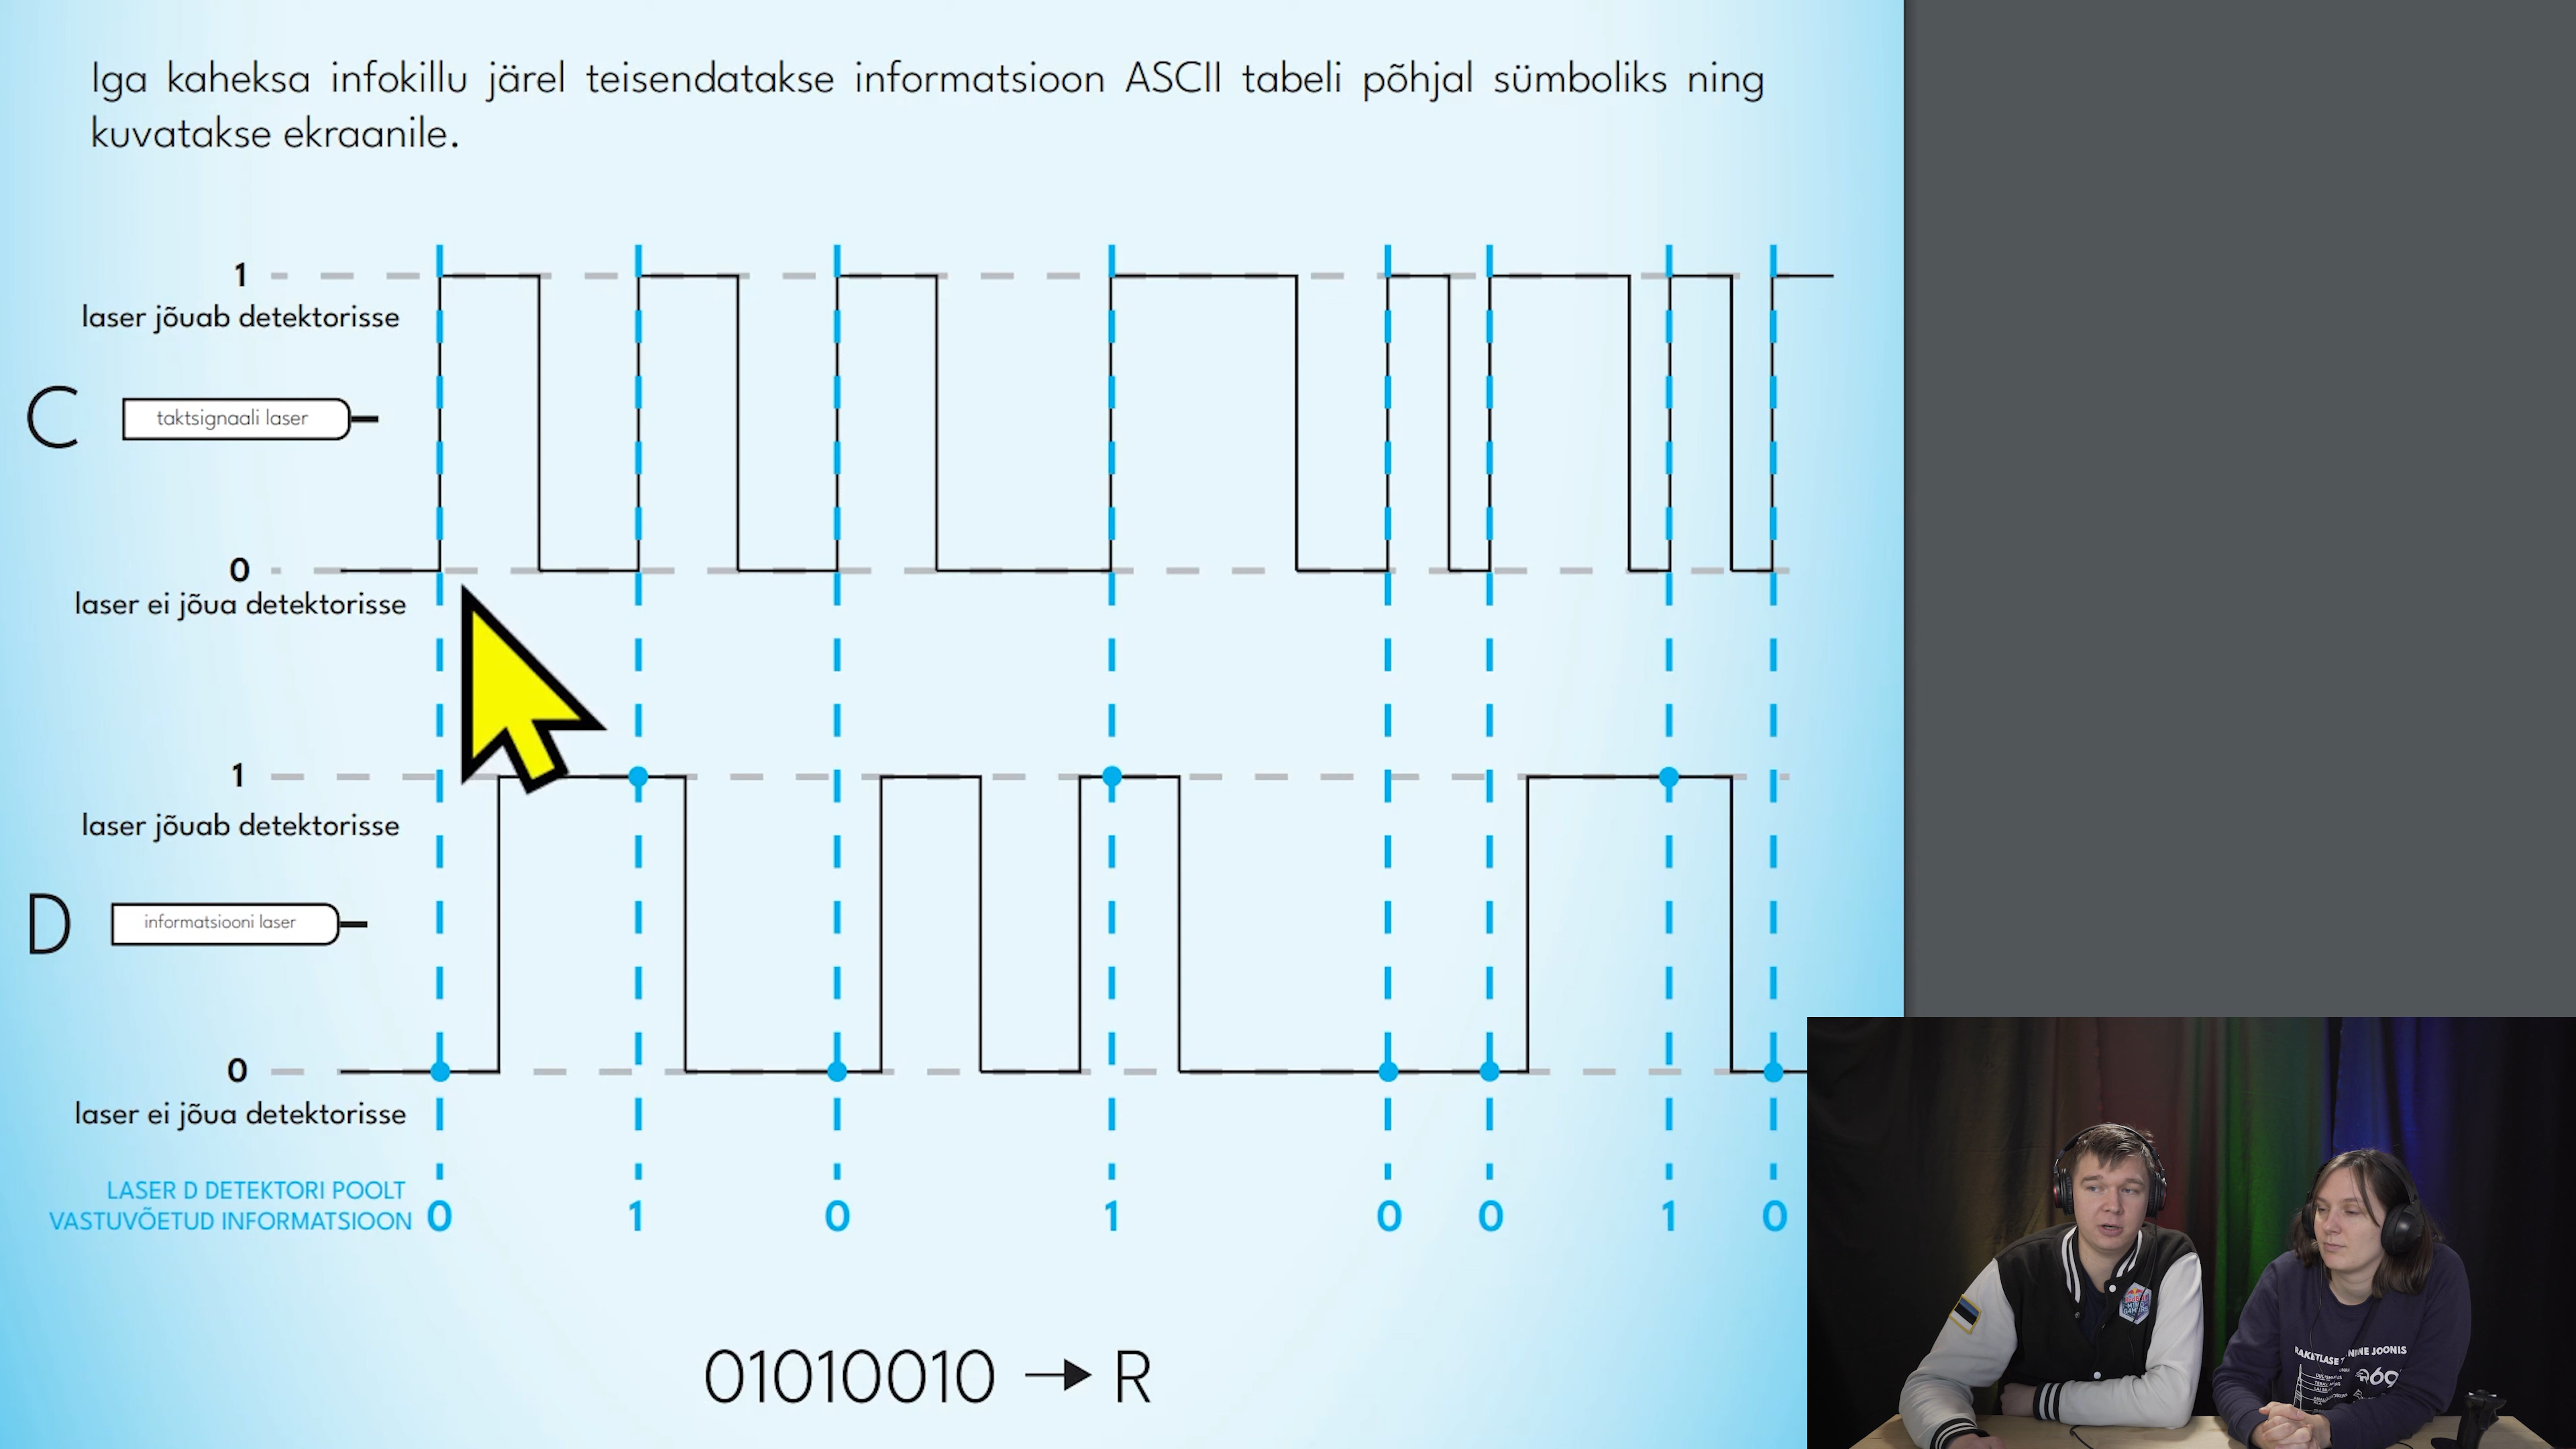 Iga kaheksa infokillu järel teisendatakse informatsioon ASCII tabeli põhjal sümboliks ning
kuvatakse ekraanile.
1
laser jõuab detektorisse
C
taktsignaali laser
0
laser ei jõua detektorisse
1
laser jõuab detektorisse
D
informatsiooni laser
0
laser ei jõua detektorisse
LASER D DETEKTORI POOLT
VASTUVÕETUD INFORMATSIOON 0 1 0 1 0 0 1 0
01010010 → R